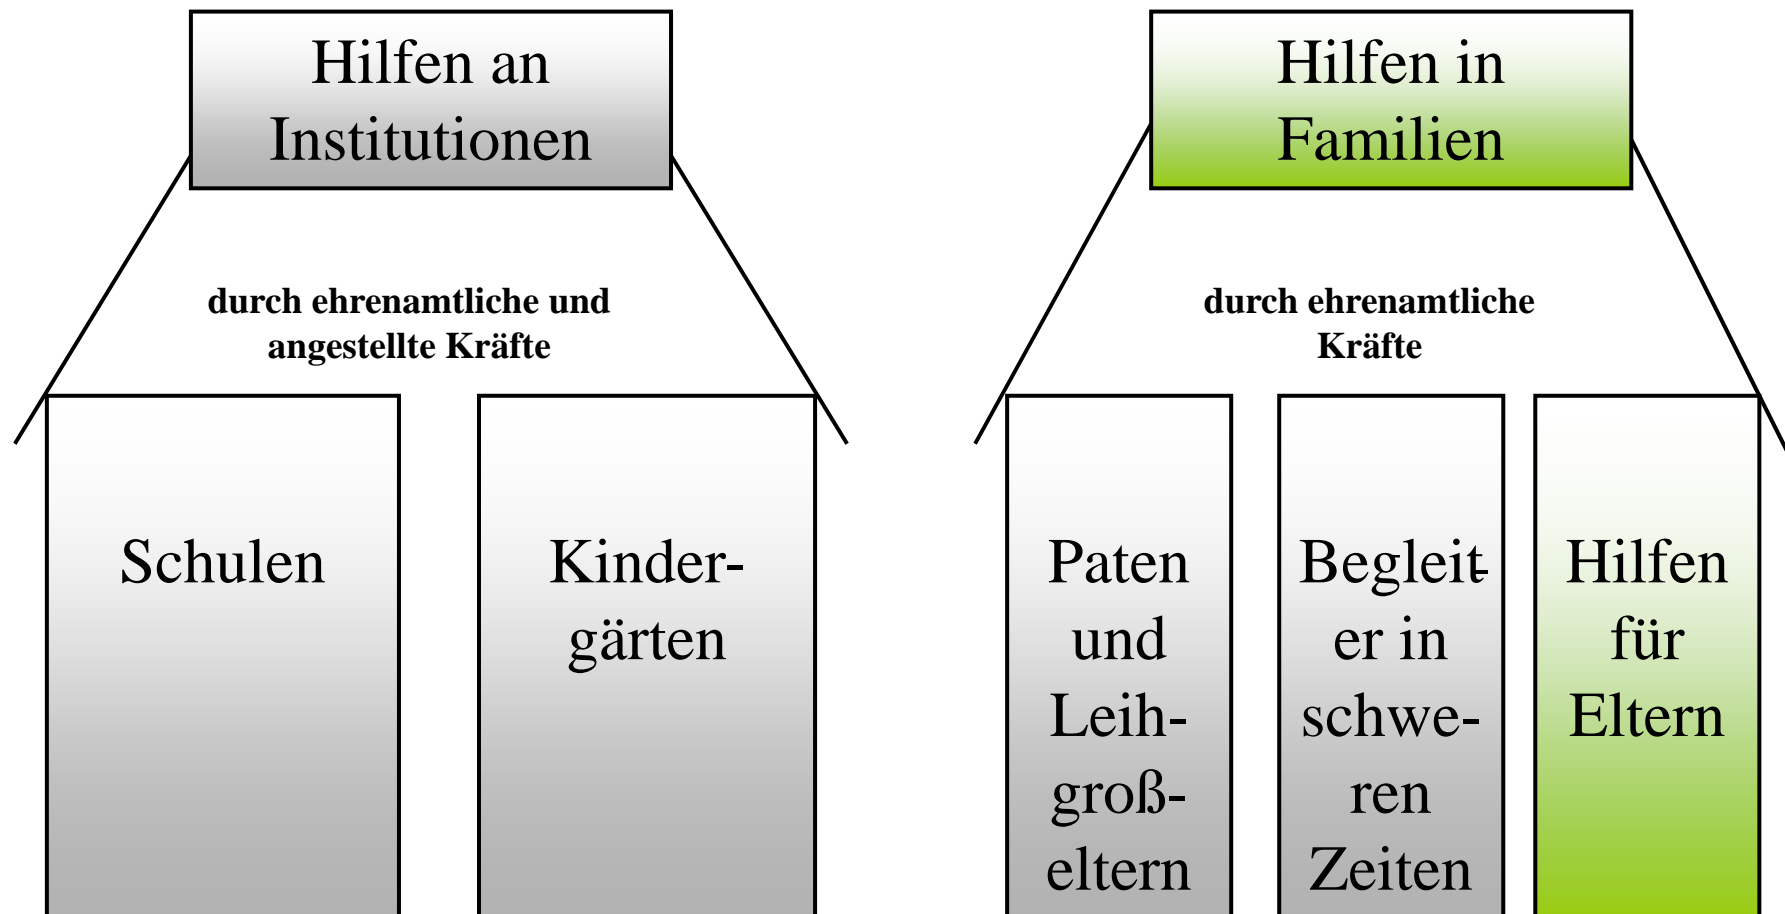 Hilfen an
Institutionen
durch ehrenamtliche und
angestellte Kräfte
Schulen
Kinder-
gärten
Hilfen in
Familien
durch ehrenamtliche
Kräfte
Paten
und
Leih-
groß-
eltern
Begleit-
er in
schwe-
ren
Zeiten
Hilfen
für
Eltern